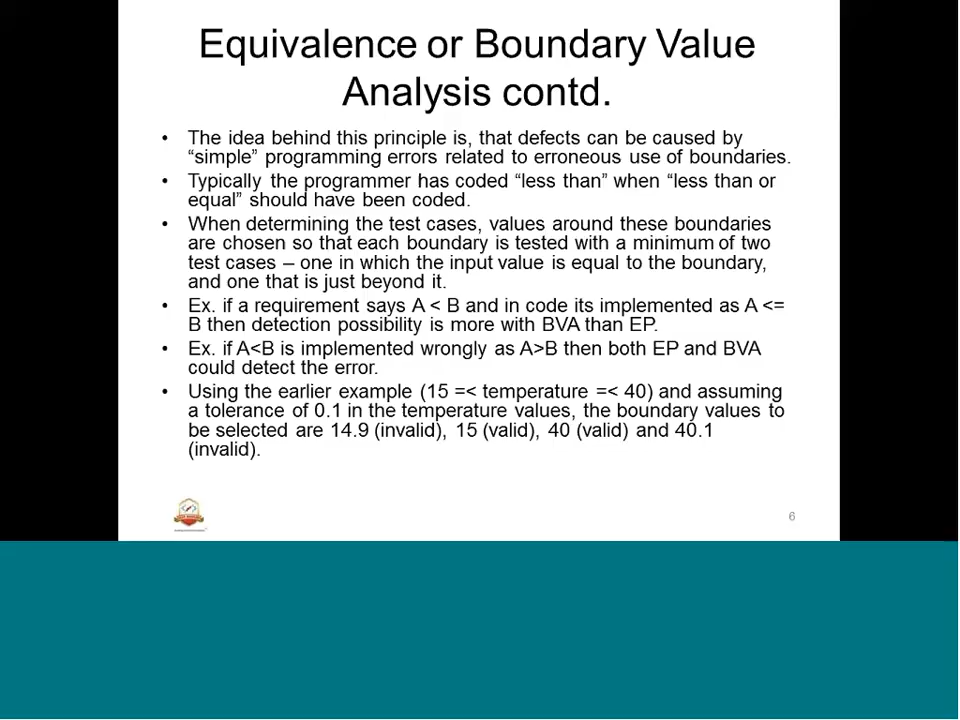 Equivalence or Boundary Value
Analysis contd.
• The idea behind this principle is, that defects can be caused by
“simple” programming errors related to erroneous use of boundaries.
• Typically the programmer has coded “less than” when “less than or
equal” should have been coded.
• When determining the test cases, values around these boundaries
are chosen so that each boundary is tested with a minimum of two
test cases – one in which the input value is equal to the boundary,
and one that is just beyond it.
• Ex. if a requirement says A < B and in code its implemented as A <=
B then detection possibility is more with BVA than EP.
• Ex. if A<B is implemented wrongly as A>B then both EP and BVA
could detect the error.
• Using the earlier example (15 =< temperature =< 40) and assuming
a tolerance of 0.1 in the temperature values, the boundary values to
be selected are 14.9 (invalid), 15 (valid), 40 (valid) and 40.1
(invalid).
6